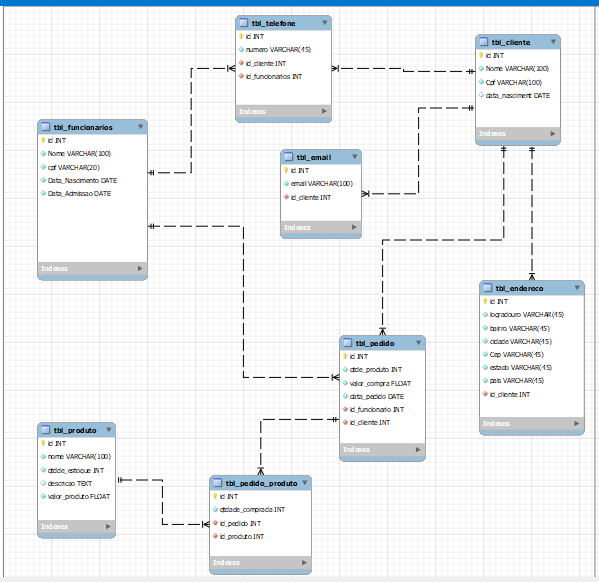 tbl_telefone
id INT
numero VARCHAR(45)
id_cliente INT
id_funcionarios INT
Indexes
tbl_cliente
id INT
Nome VARCHAR(100)
Cpf VARCHAR(100)
data_nasciment DATE
Indexes
tbl_funcionarios
id INT
Nome VARCHAR(100)
cpf VARCHAR(20)
Data_Nascimento DATE
Data_Admissao DATE
Indexes
tbl_email
id INT
email VARCHAR(100)
id_cliente INT
Indexes
tbl_endereco
id INT
logradouro VARCHAR(45)
bairro VARCHAR(45)
cidade VARCHAR(45)
Cep VARCHAR(45)
estado VARCHAR(45)
pais VARCHAR(45)
id_cliente INT
Indexes
tbl_pedido
id INT
qtde_produto INT
valor_compra FLOAT
data_pedido DATE
id_funcionario INT
id_cliente INT
Indexes
tbl_produto
id INT
nome VARCHAR(100)
qtdde_estoque INT
descricao TEXT
valor_produto FLOAT
Indexes
tbl_pedido_produto
id INT
qtdade_comprada INT
id_pedido INT
id_produto INT
Indexes